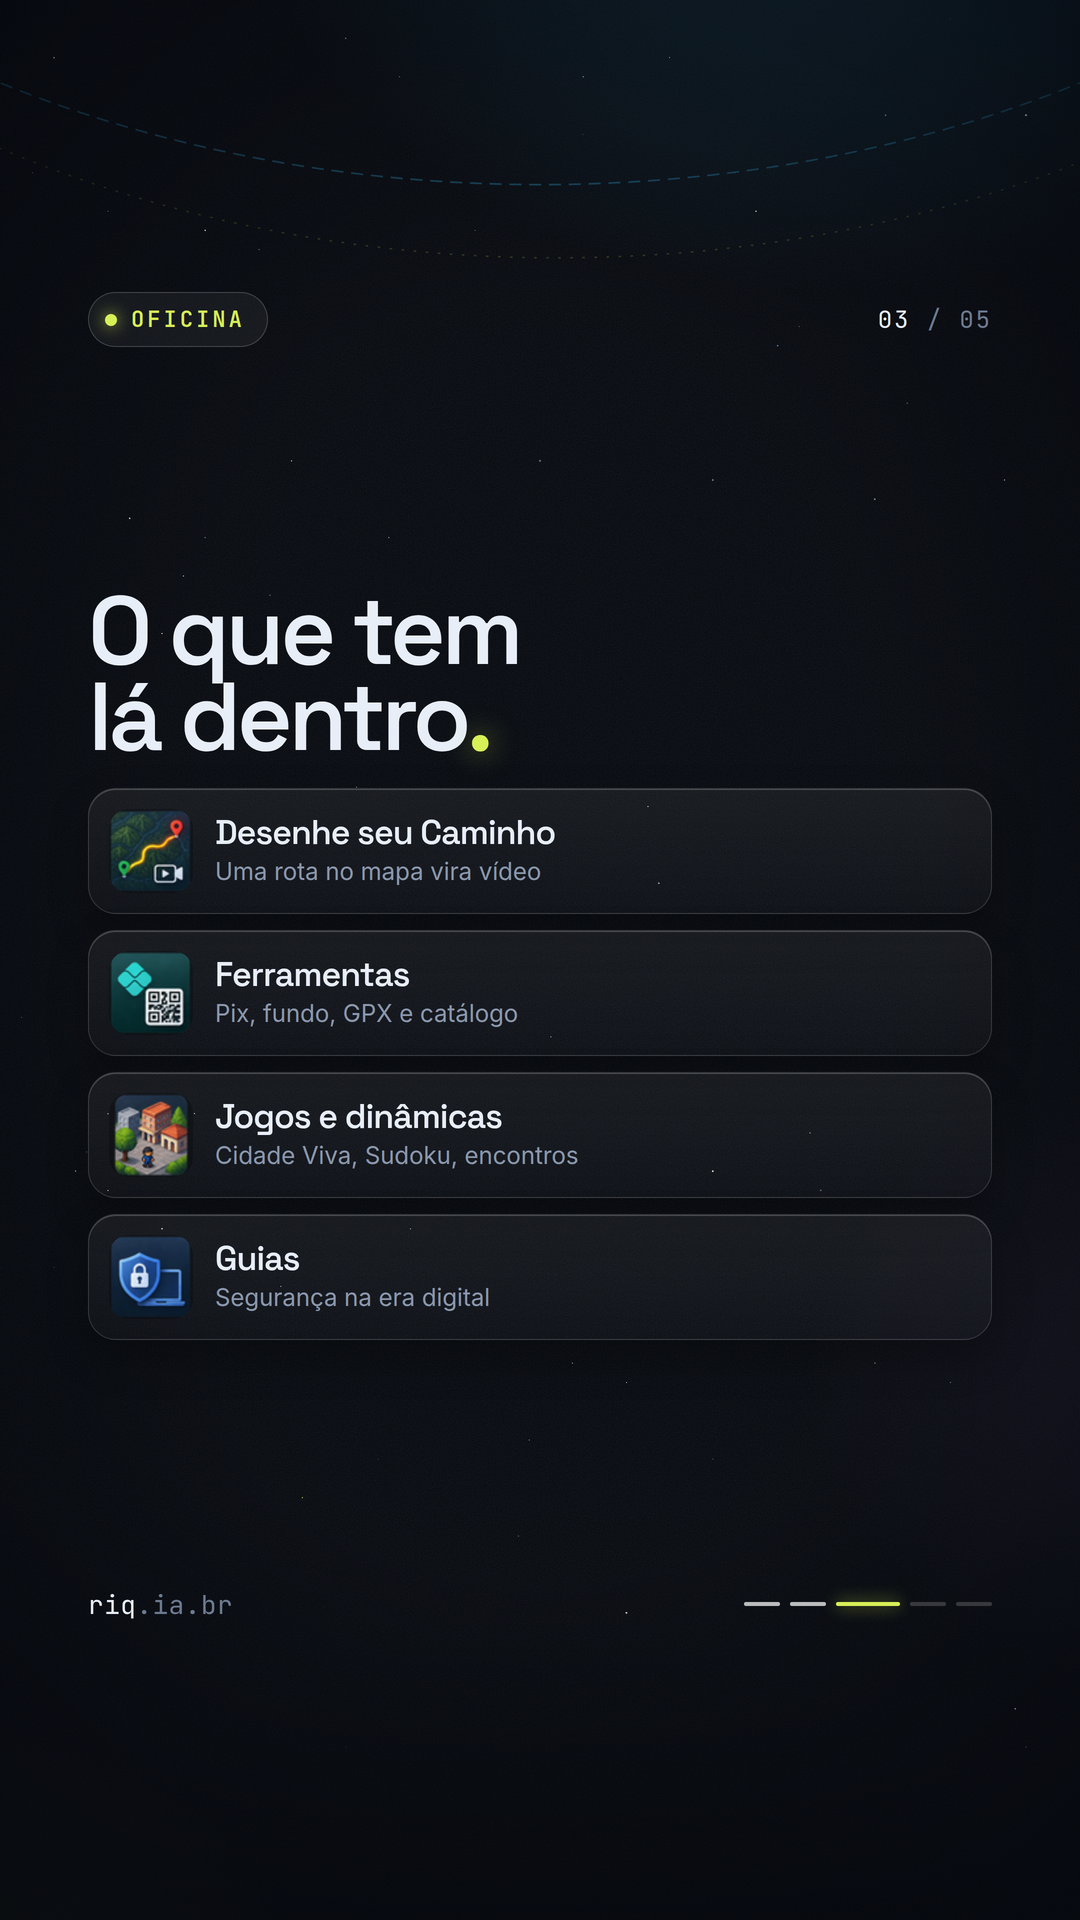 OFICINA
03 / 05
O que tem
lá dentro.
Desenhe seu Caminho
Uma rota no mapa vira vídeo
Ferramentas
Pix, fundo, GPX e catálogo
Jogos e dinâmicas
Cidade Viva, Sudoku, encontros
Guias
Segurança na era digital
riq.ia.br